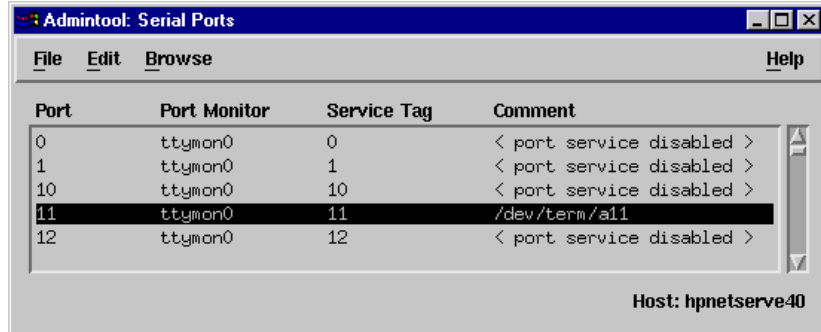 Admintool: Serial Ports
File Edit Browse Help
Port Port Monitor Service Tag Comment
0 ttymon0 0 < port service disabled >
1 ttymon0 1 < port service disabled >
10 ttymon0 10 < port service disabled >
11 ttymon0 11 /dev/term/a11
12 ttymon0 12 < port service disabled >
Host: hpnetserve40